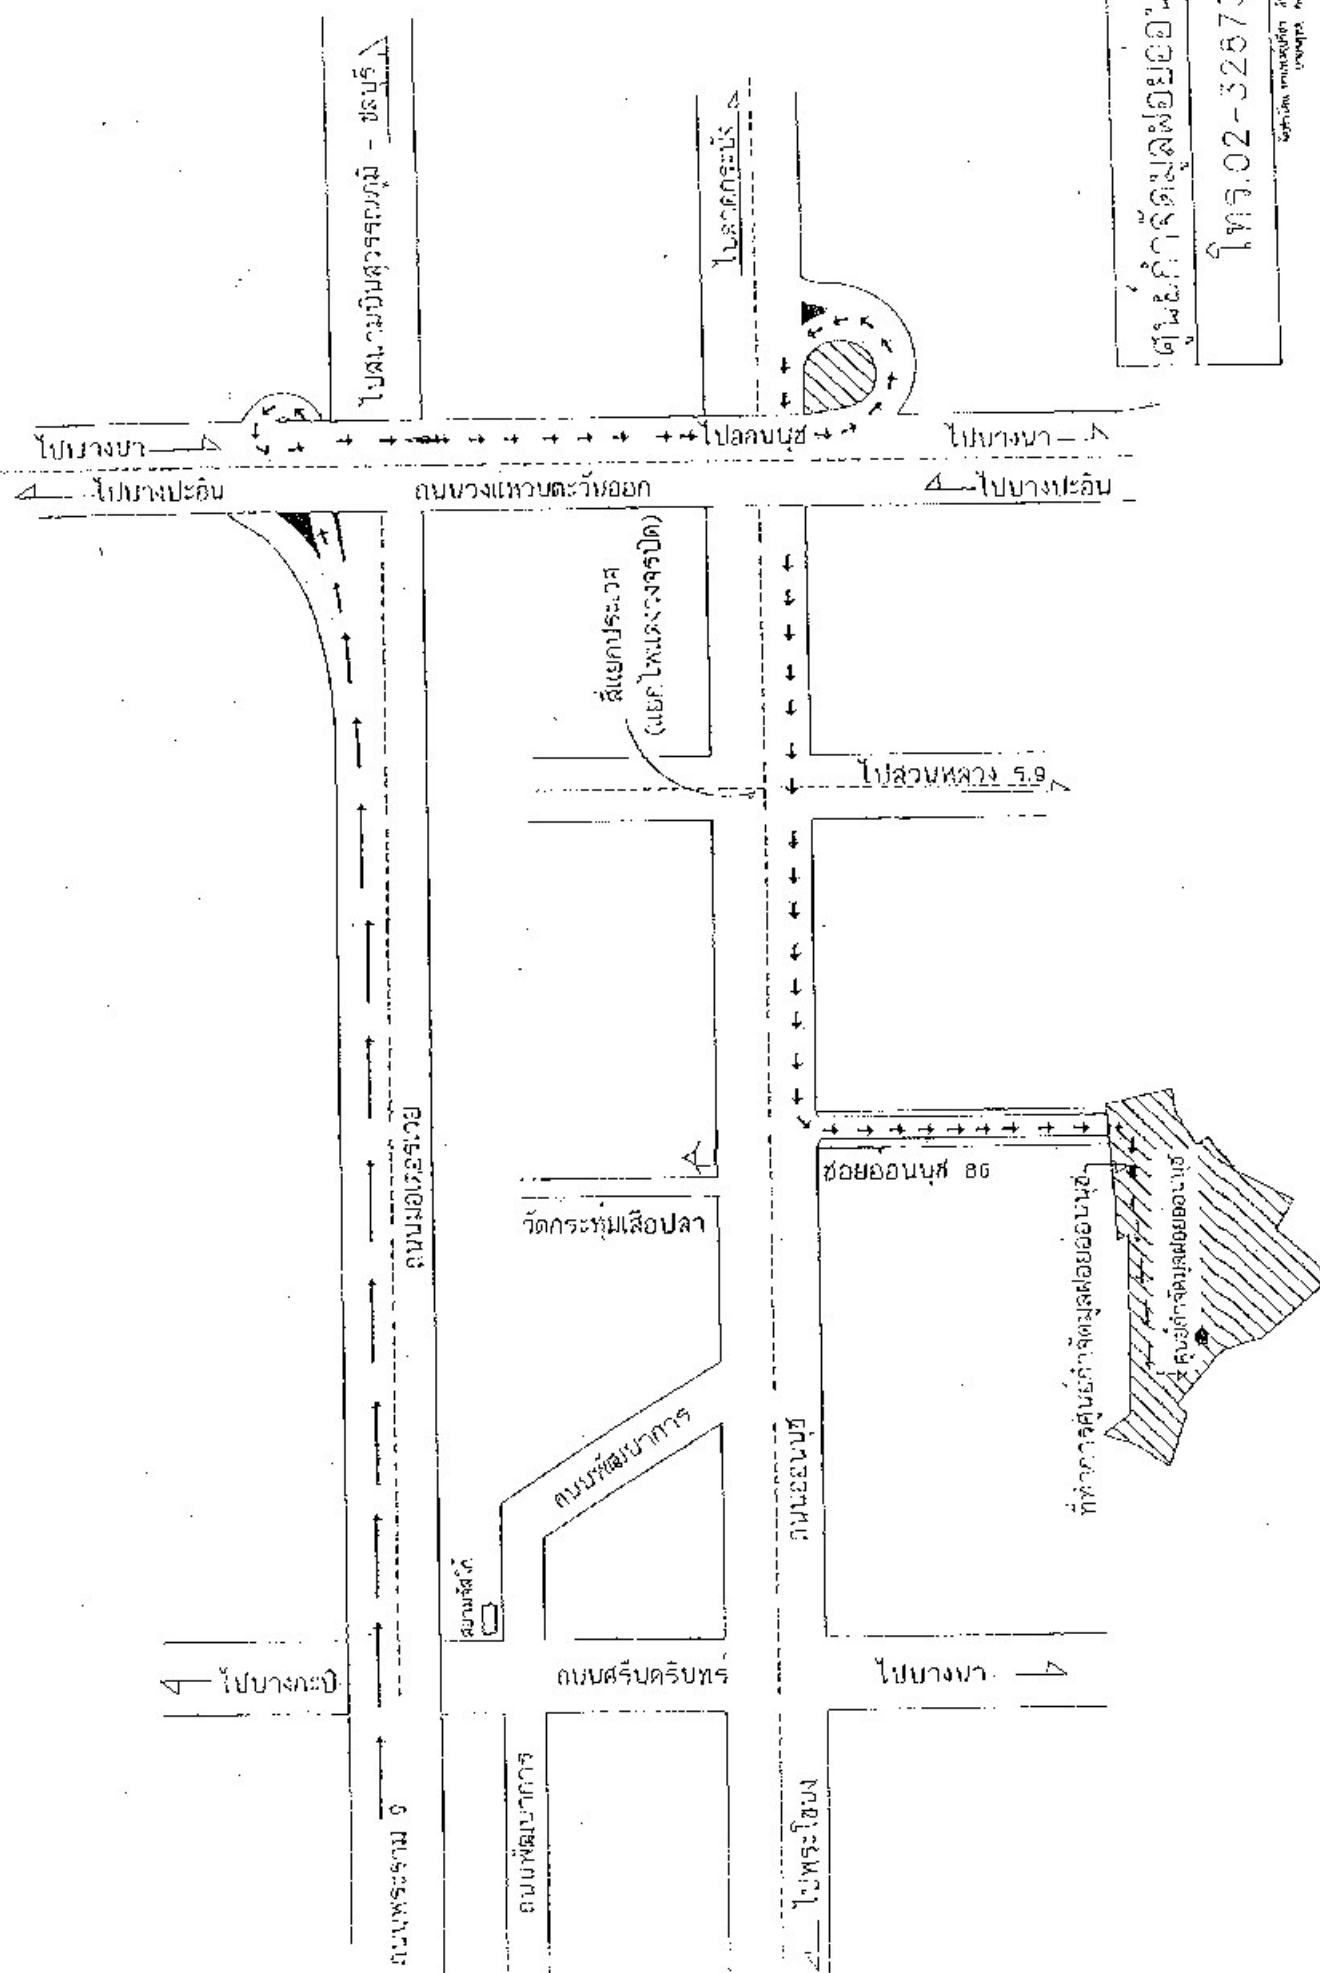 ไปสนามบินสุวรรณภูมิ - ชลบุรี
ไปลาดกระบัง
ศูนย์กำจัดมูลฝอยออน
โทร.02-3287
ไปบางนา
ไปออนนุช
ไปบางนา
ไปบางปะอิน
ถนนวงแหวนตะวันออก
ไปบางปะอิน
สี่แยกประเวศ
(แยกไฟแดงวงจรปิด)
ไปสวนหลวง ร.9
ถนนมอเตอร์เวย์
ซอยออนนุช 86
วัดกระทุ่มเสือปลา
ที่ทำการศูนย์กำจัดมูลฝอยออนนุช
ศูนย์กำจัดมูลฝอยออนนุช
ถนนพัฒนาการ
ถนนออนนุช
สยามจัสโก้
ไปบางกะปิ
ถนนศรีนครินทร์
ไปบางนา
ถนนพระราม 9
ถนนพัฒนาการ
ไปพระโขนง